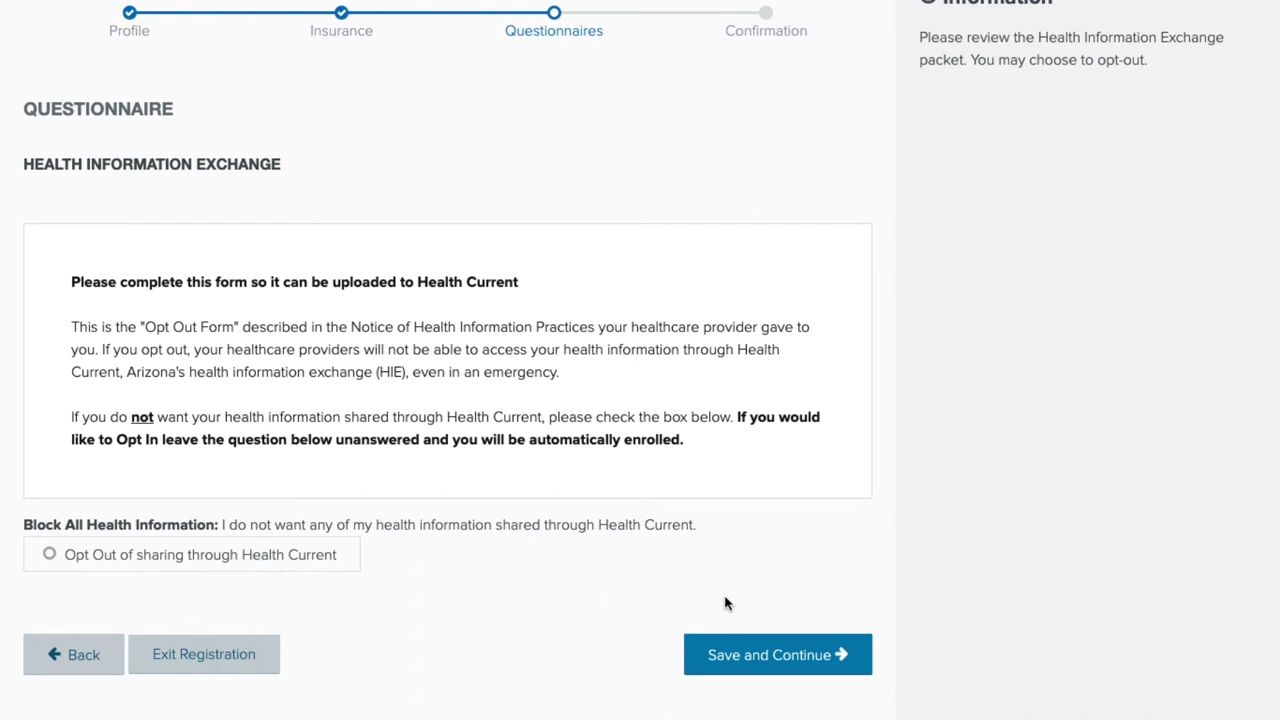 Information
Please review the Health Information Exchange
packet. You may choose to opt-out.
Profile
Insurance
Questionnaires
Confirmation
QUESTIONNAIRE
HEALTH INFORMATION EXCHANGE
Please complete this form so it can be uploaded to Health Current
This is the "Opt Out Form" described in the Notice of Health Information Practices your healthcare provider gave to
you. If you opt out, your healthcare providers will not be able to access your health information through Health
Current, Arizona's health information exchange (HIE), even in an emergency.
If you do not want your health information shared through Health Current, please check the box below. If you would
like to Opt In leave the question below unanswered and you will be automatically enrolled.
Block All Health Information: I do not want any of my health information shared through Health Current.
Opt Out of sharing through Health Current
Back
Exit Registration
Save and Continue